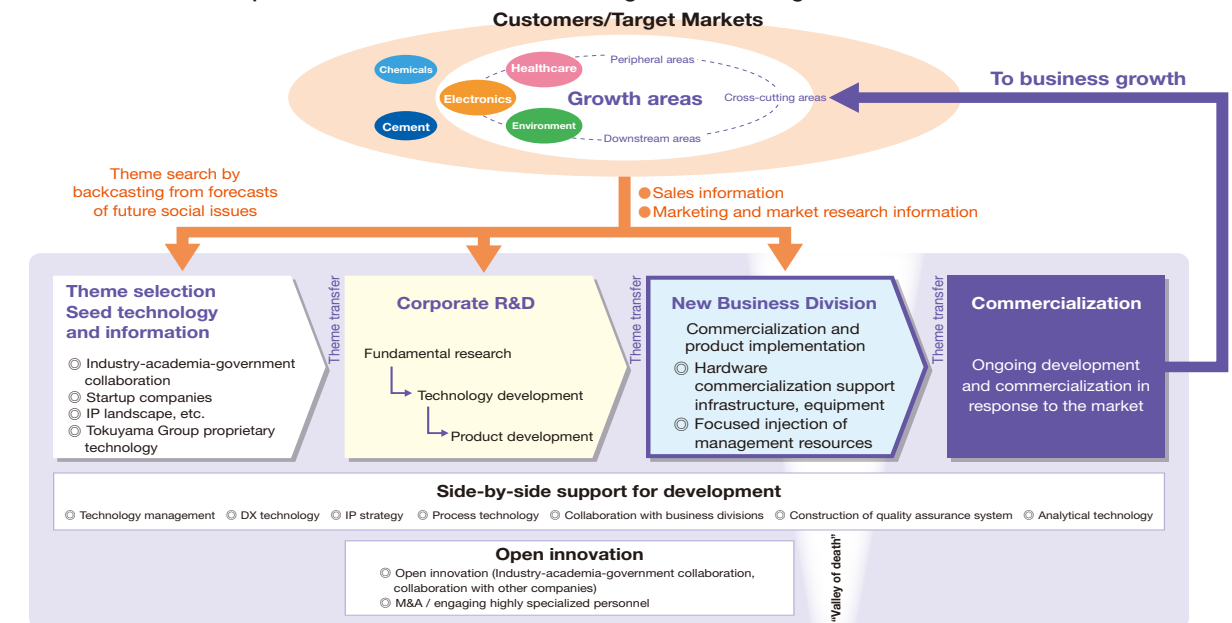 Customers/Target Markets
Chemicals
Healthcare
Peripheral areas
Electronics
Growth areas
Cross-cutting areas
Cement
Environment
Downstream areas
To business growth
Theme search by
backcasting from forecasts
of future social issues
●Sales information
●Marketing and market research information
Theme selection
Seed technology
and information
◎ Industry-academia-government
collaboration
◎ Startup companies
◎ IP landscape, etc.
◎ Tokuyama Group proprietary
technology
Theme transfer
Corporate R&D
Fundamental research
Technology development
Product development
Theme transfer
New Business Division
Commercialization and
product implementation
◎ Hardware
commercialization support
infrastructure, equipment
◎ Focused injection of
management resources
Theme transfer
Commercialization
Ongoing development
and commercialization in
response to the market
Side-by-side support for development
◎ Technology management ◎ DX technology ◎ IP strategy ◎ Process technology ◎ Collaboration with business divisions ◎ Construction of quality assurance system ◎ Analytical technology
Open innovation
◎ Open innovation (Industry-academia-government collaboration,
collaboration with other companies)
◎ M&A / engaging highly specialized personnel
"Valley of death"